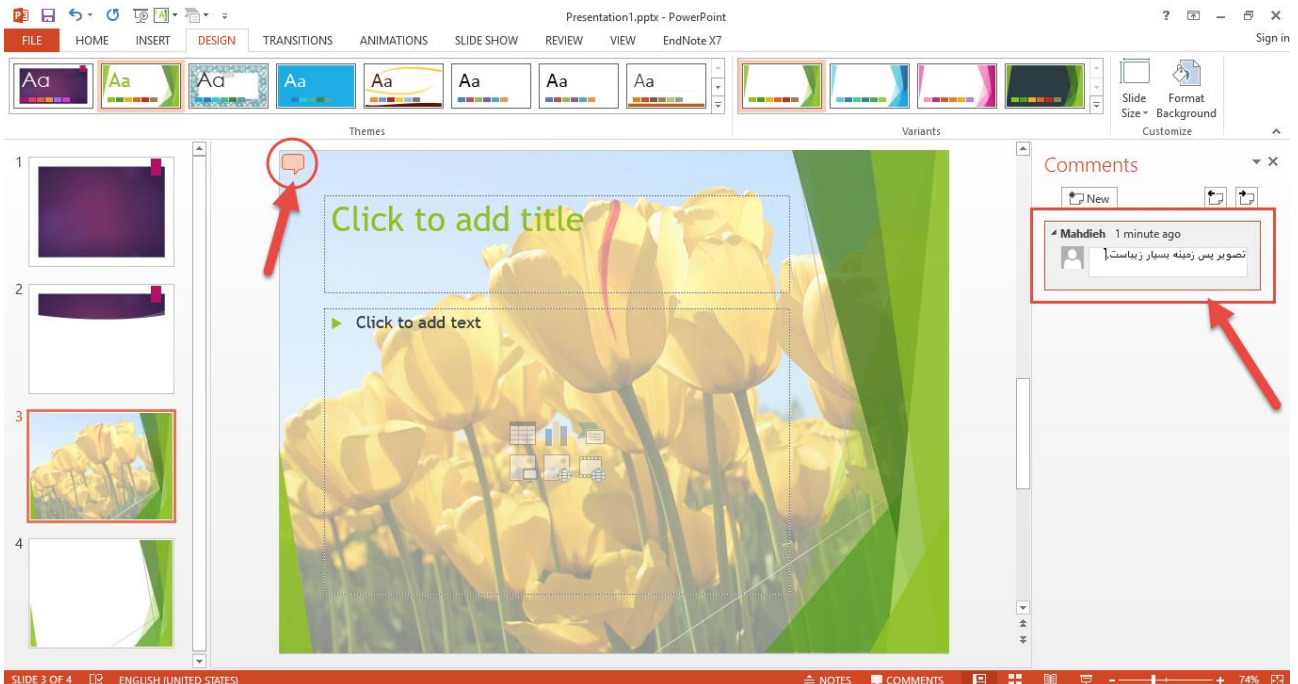 Presentation1.pptx - PowerPoint
Sign in
FILE HOME INSERT DESIGN TRANSITIONS ANIMATIONS SLIDE SHOW REVIEW VIEW EndNote X7
Aa Aa Aa Aa Aa Aa Aa Aa
Slide Size
Format Background
Themes Variants Customize
1
2
3
4
Click to add title
Click to add text
Comments
New
Mahdieh 1 minute ago
تصویر پس زمینه بسیار زیباست.
SLIDE 3 OF 4 ENGLISH (UNITED STATES) NOTES COMMENTS 74%